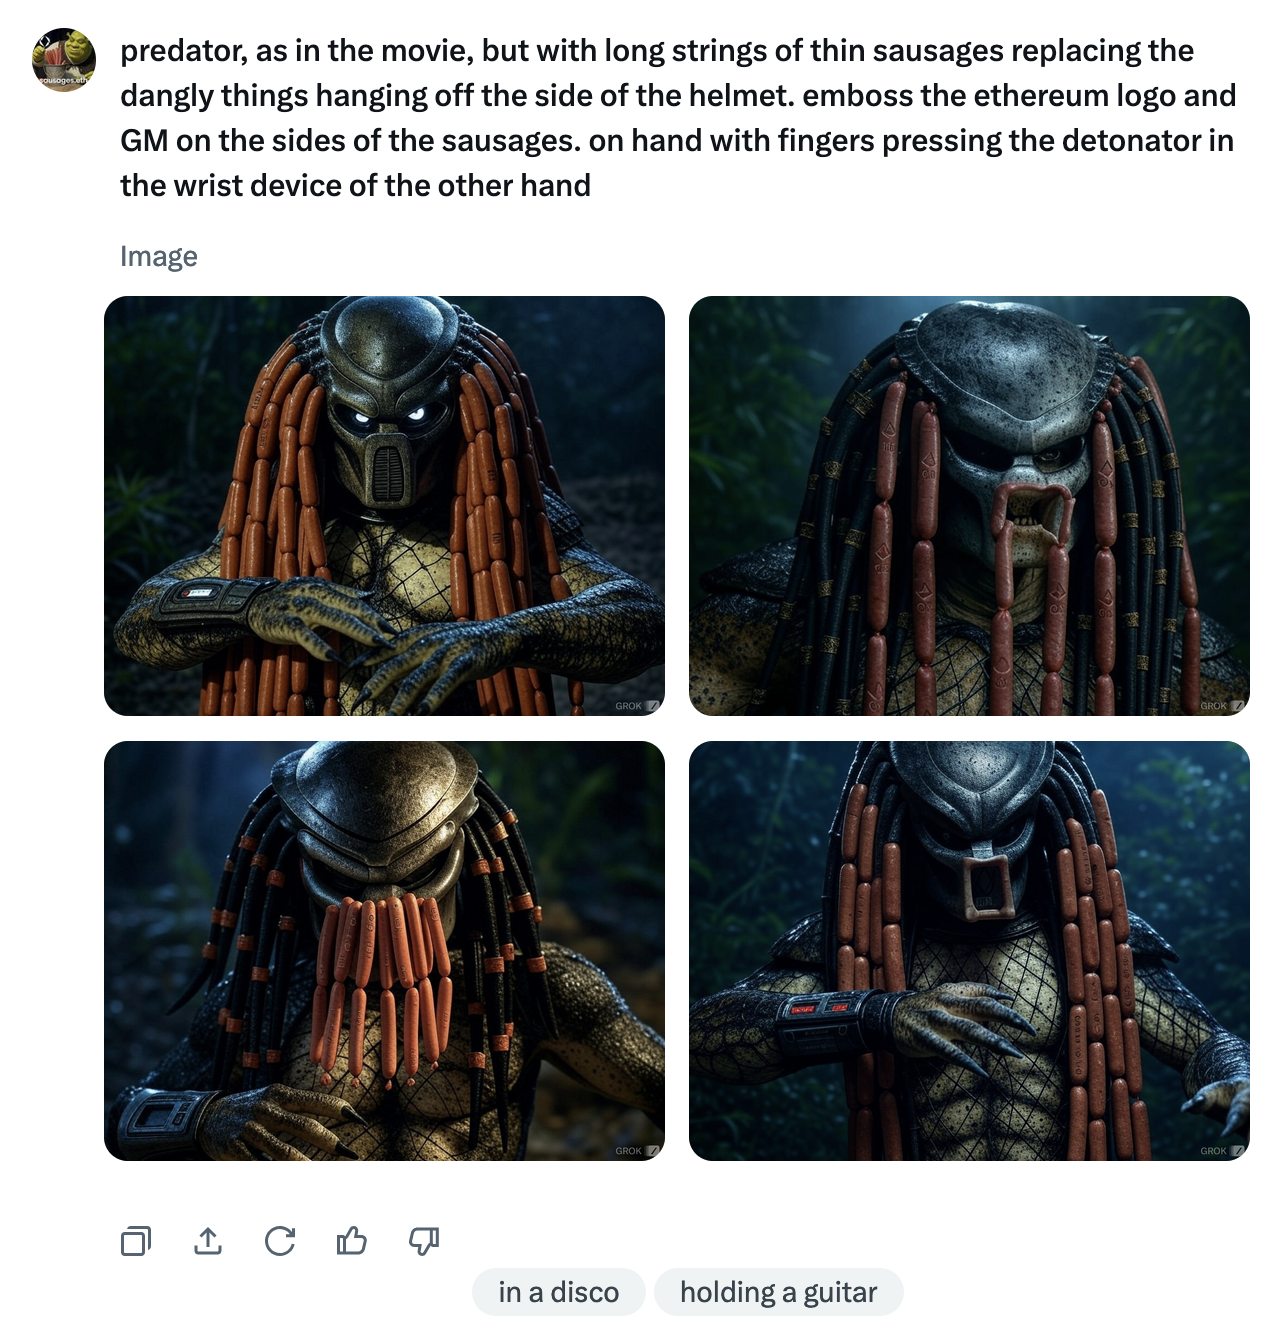 sausages.eth
predator, as in the movie, but with long strings of thin sausages replacing the
dangly things hanging off the side of the helmet. emboss the ethereum logo and
GM on the sides of the sausages. on hand with fingers pressing the detonator in
the wrist device of the other hand
Image
GROK
GROK
GROK
GROK
in a disco
holding a guitar